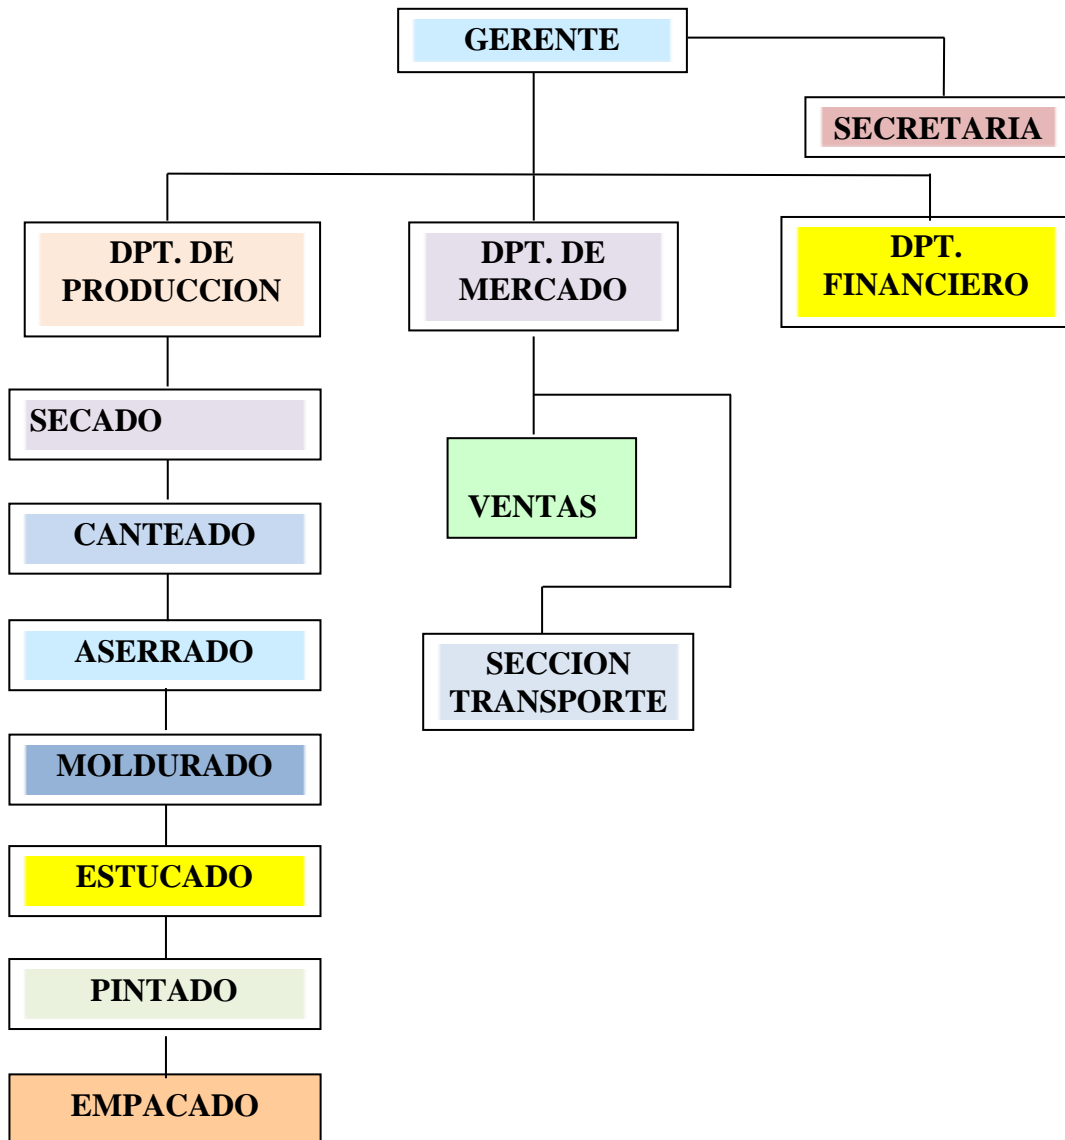 GERENTE
SECRETARIA
DPT. DE
PRODUCCION
DPT. DE
MERCADO
DPT.
FINANCIERO
SECADO
CANTEADO
VENTAS
ASERRADO
SECCION
TRANSPORTE
MOLDURADO
ESTUCADO
PINTADO
EMPACADO